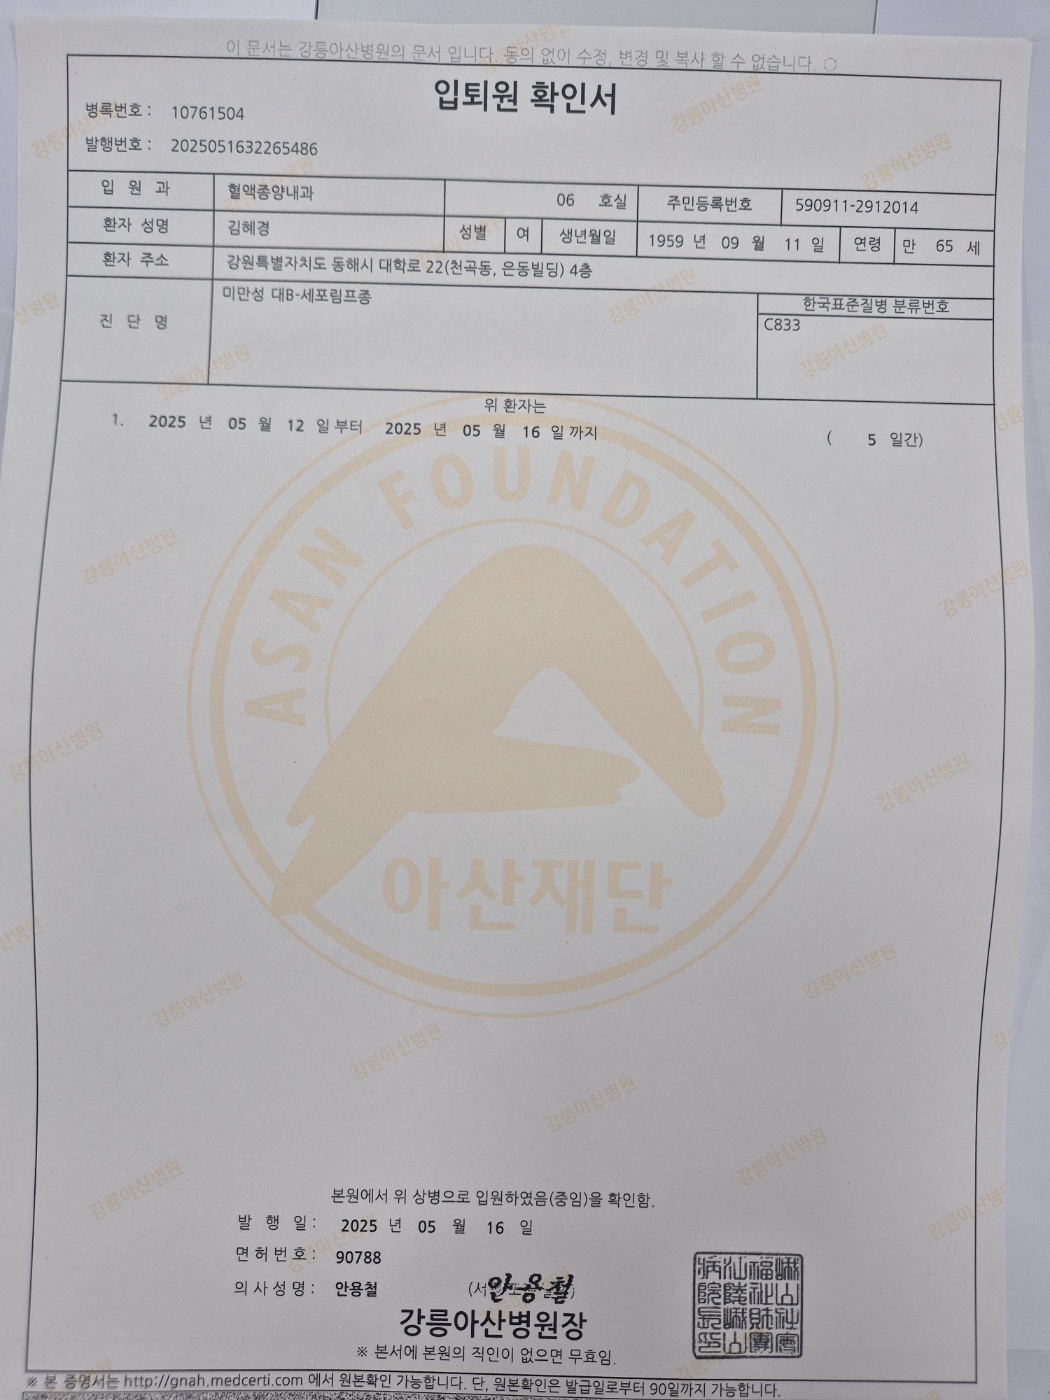 이 문서는 강릉아산병원의 문서 입니다. 동의 없이 수정, 변경 및 복사 할 수 없습니다.
입퇴원 확인서
병록번호 : 10761504
발행번호 : 2025051632265486
입 원 과 혈액종양내과 06 호실 주민등록번호 590911-2912014
환자 성명 김혜경 성별 여 생년월일 1959 년 09 월 11 일 연령 만 65 세
환자 주소 강원특별자치도 동해시 대학로 22(천곡동, 은동빌딩) 4층
진 단 명 미만성 대B-세포림프종 한국표준질병 분류번호
C833
위 환자는
1. 2025 년 05 월 12 일 부터 2025 년 05 월 16 일 까지 ( 5 일간)
ASAN FOUNDATION
아산재단
본원에서 위 상병으로 입원하였음(중임)을 확인함.
발 행 일 : 2025 년 05 월 16 일
면 허 번 호 : 90788
의 사 성 명 : 안용철 안용철
강릉아산병원장
※ 본서에 본원의 직인이 없으면 무효임.
※ 본 증명서는 http://gnah.medcerti.com 에서 원본확인 가능합니다. 단, 원본확인은 발급일로부터 90일까지 가능합니다.
강릉아산병원